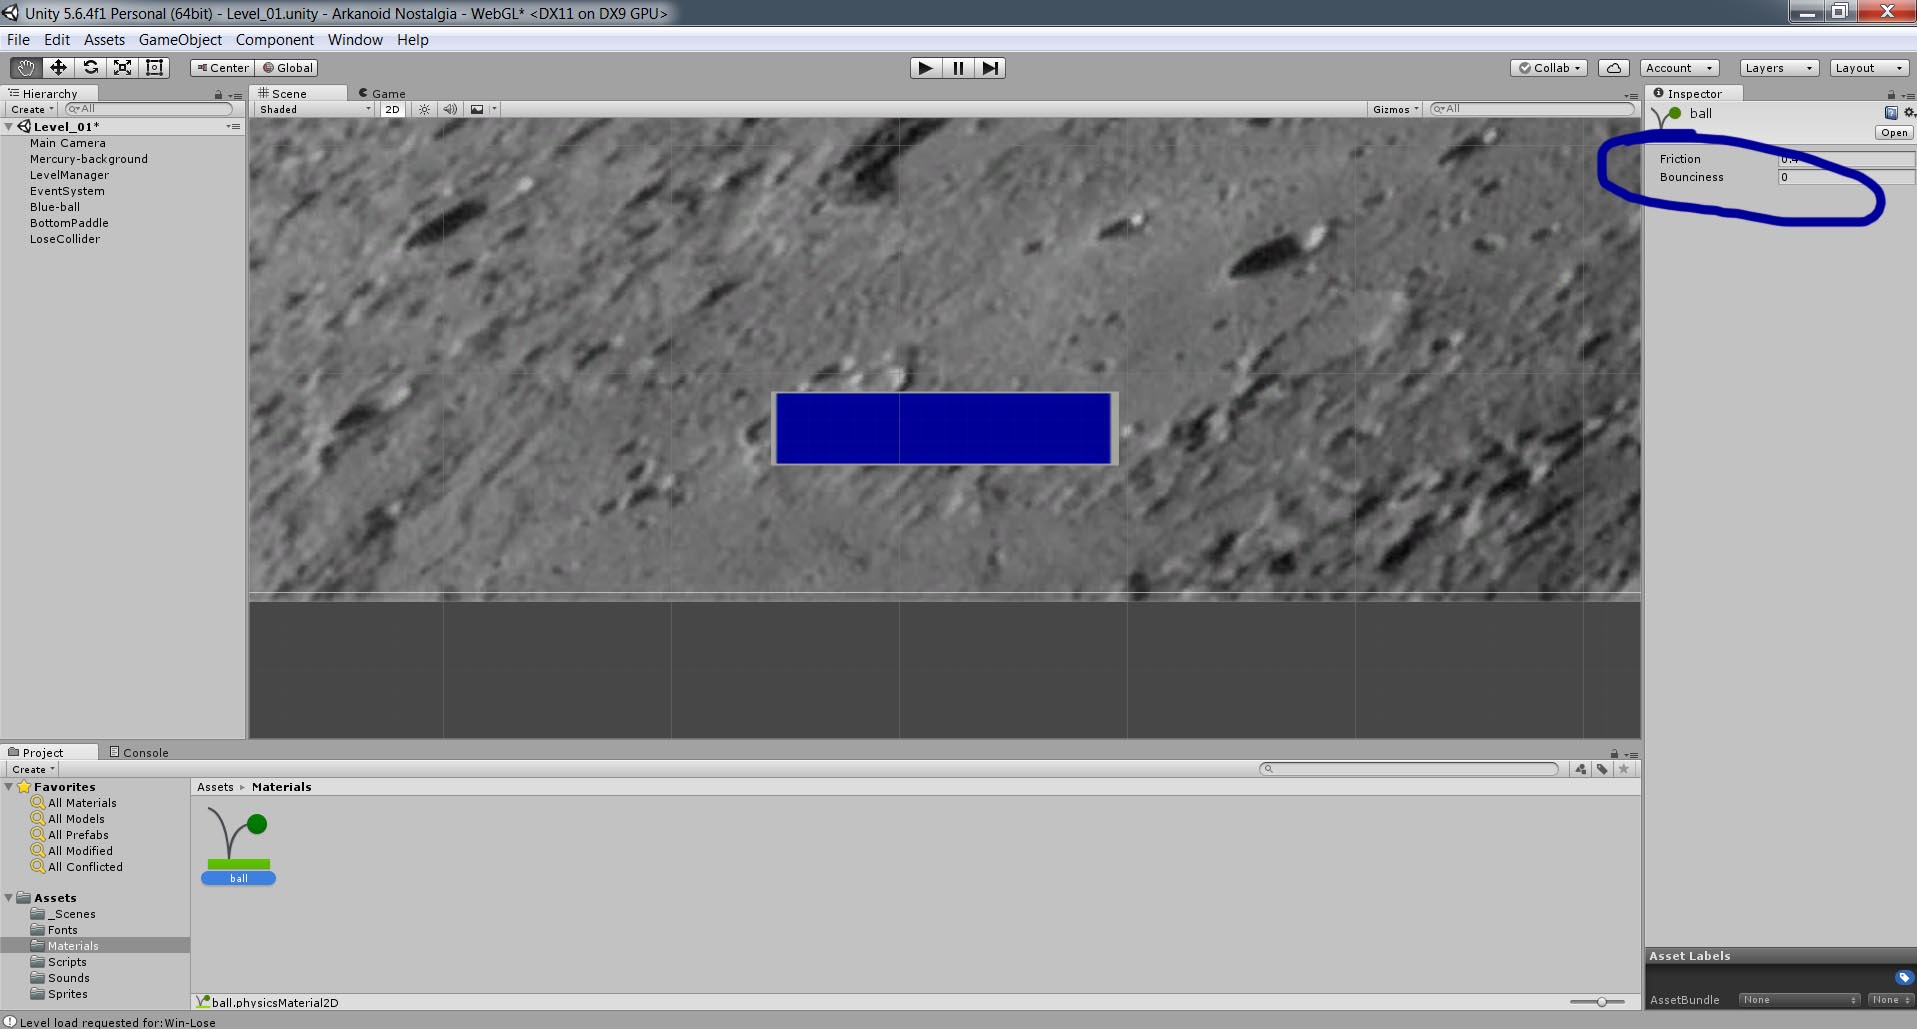 Unity 5.6.4f1 Personal (64bit) - Level_01.unity - Arkanoid Nostalgia - WebGL* <DX11 on DX9 GPU>
File Edit Assets GameObject Component Window Help
Center Global Collab Account Layers Layout
Hierarchy
Create All
Level_01*
Main Camera
Mercury-background
LevelManager
EventSystem
Blue-ball
BottomPaddle
LoseCollider
Scene Game
Shaded 2D Gizmos All
Inspector
ball
Open
Friction
Bounciness 0
Project Console
Create
Favorites
All Materials
All Models
All Prefabs
All Modified
All Conflicted
Assets
_Scenes
Fonts
Materials
Scripts
Sounds
Sprites
Assets Materials
ball
ball.physicsMaterial2D
Asset Labels
AssetBundle None None
Level load requested for:Win-Lose